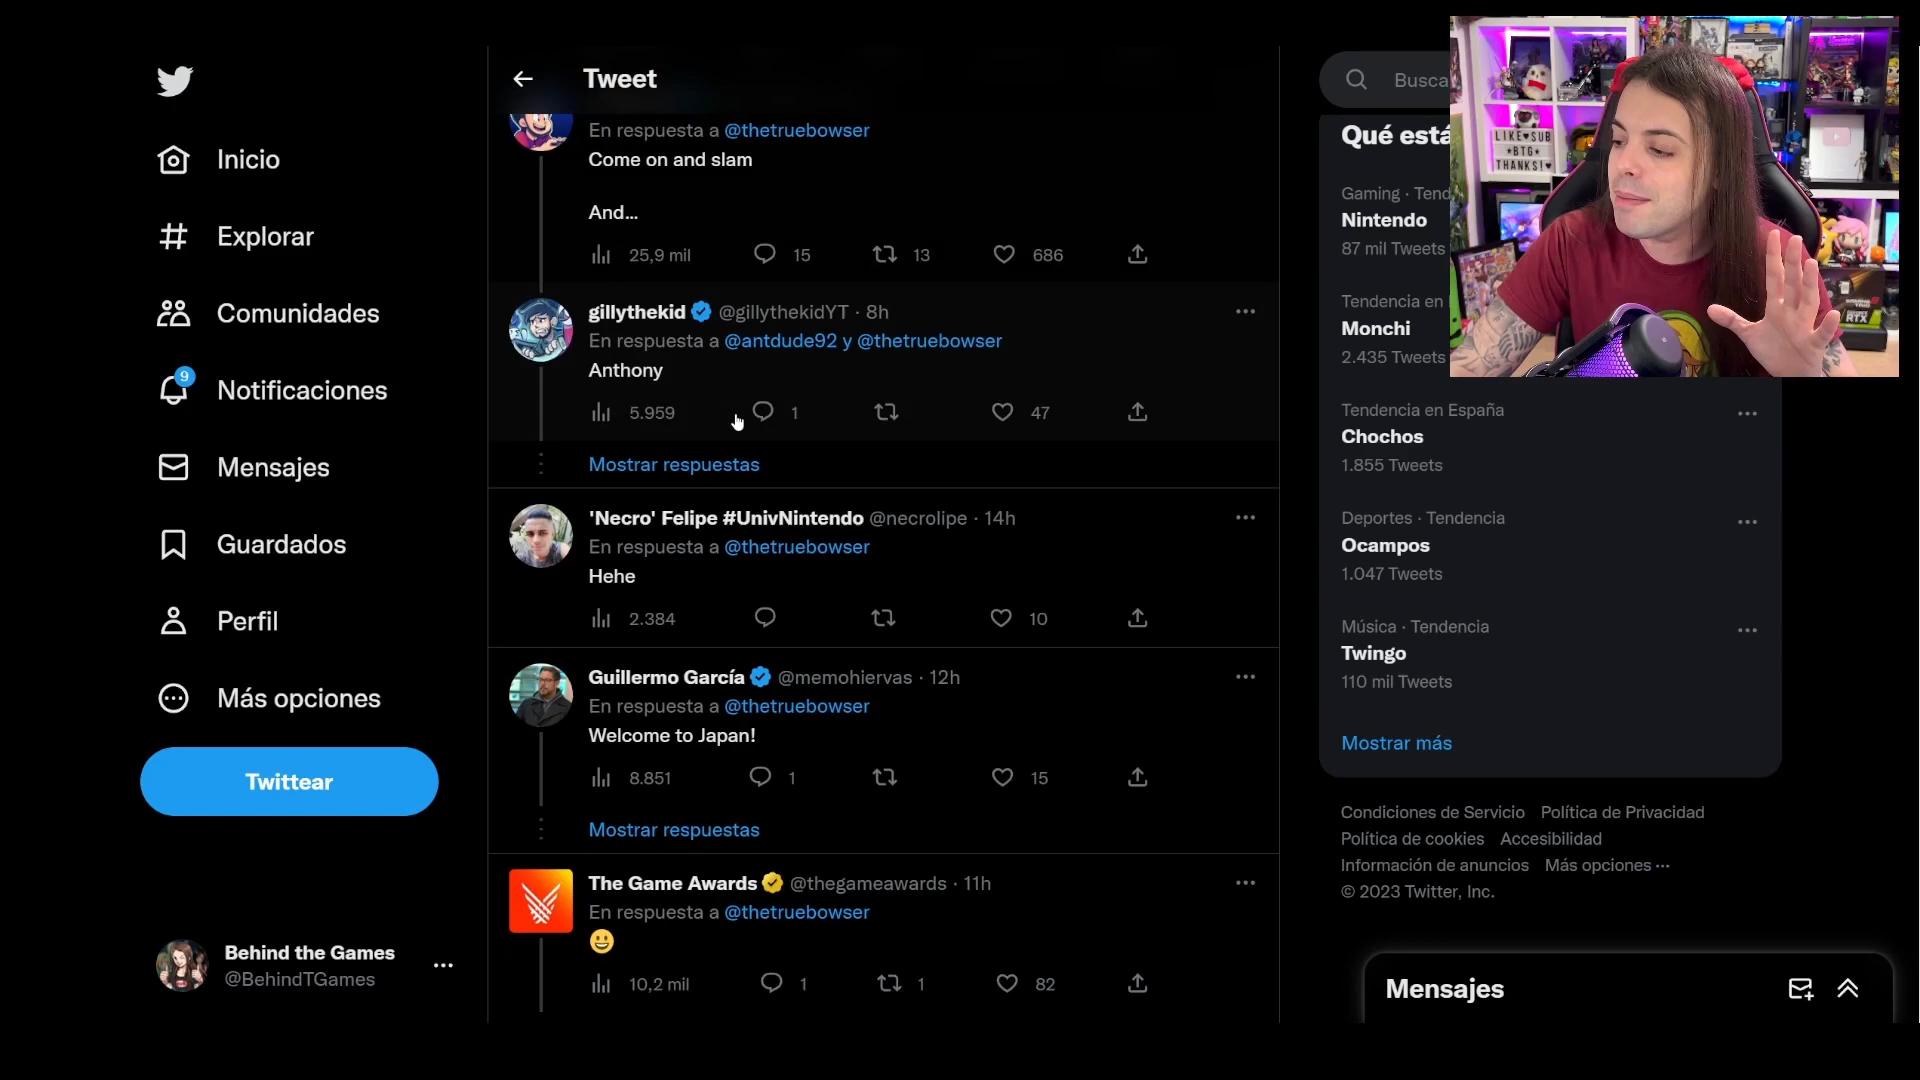 Tweet
En respuesta a @thetruebowser
Come on and slam
And...
25,9 mil 15 13 686
gillythekid @gillythekidYT · 8h
En respuesta a @antdude92 y @thetruebowser
Anthony
5.959 1 47
Mostrar respuestas
'Necro' Felipe #UnivNintendo @necrolipe · 14h
En respuesta a @thetruebowser
Hehe
2.384 10
Guillermo García @memohiervas · 12h
En respuesta a @thetruebowser
Welcome to Japan!
8.851 1 15
Mostrar respuestas
The Game Awards @thegameawards · 11h
En respuesta a @thetruebowser
😀
10,2 mil 1 1 82
Inicio
Explorar
Comunidades
9
Notificaciones
Mensajes
Guardados
Perfil
Más opciones
Twittear
Behind the Games
@BehindTGames
Busca
Qué está
Gaming · Tend
Nintendo
87 mil Tweets
Tendencia en
Monchi
2.435 Tweets
Tendencia en España
Chochos
1.855 Tweets
Deportes · Tendencia
Ocampos
1.047 Tweets
Música · Tendencia
Twingo
110 mil Tweets
Mostrar más
Condiciones de Servicio Política de Privacidad
Política de cookies Accesibilidad
Información de anuncios Más opciones ...
© 2023 Twitter, Inc.
Mensajes
LIKE♥SUB
★BTG★
THANKS!♥
RTX